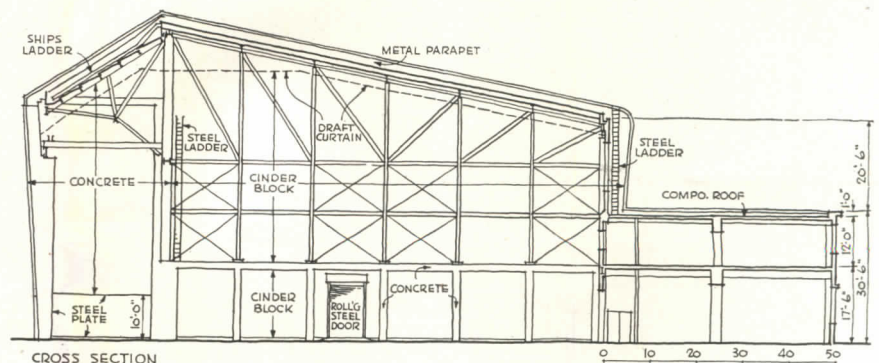 SHIPS
LADDER
METAL PARAPET
STEEL
LADDER
DRAFT
CURTAIN
STEEL
LADDER
CONCRETE
CINDER
BLOCK
COMPO. ROOF
20'-6"
1'-0"
12'-0"
30'-6"
17'-6"
STEEL
PLATE
10'-0"
CINDER
BLOCK
ROLL'G
STEEL
DOOR
CONCRETE
CROSS SECTION
0 10 20 30 40 50